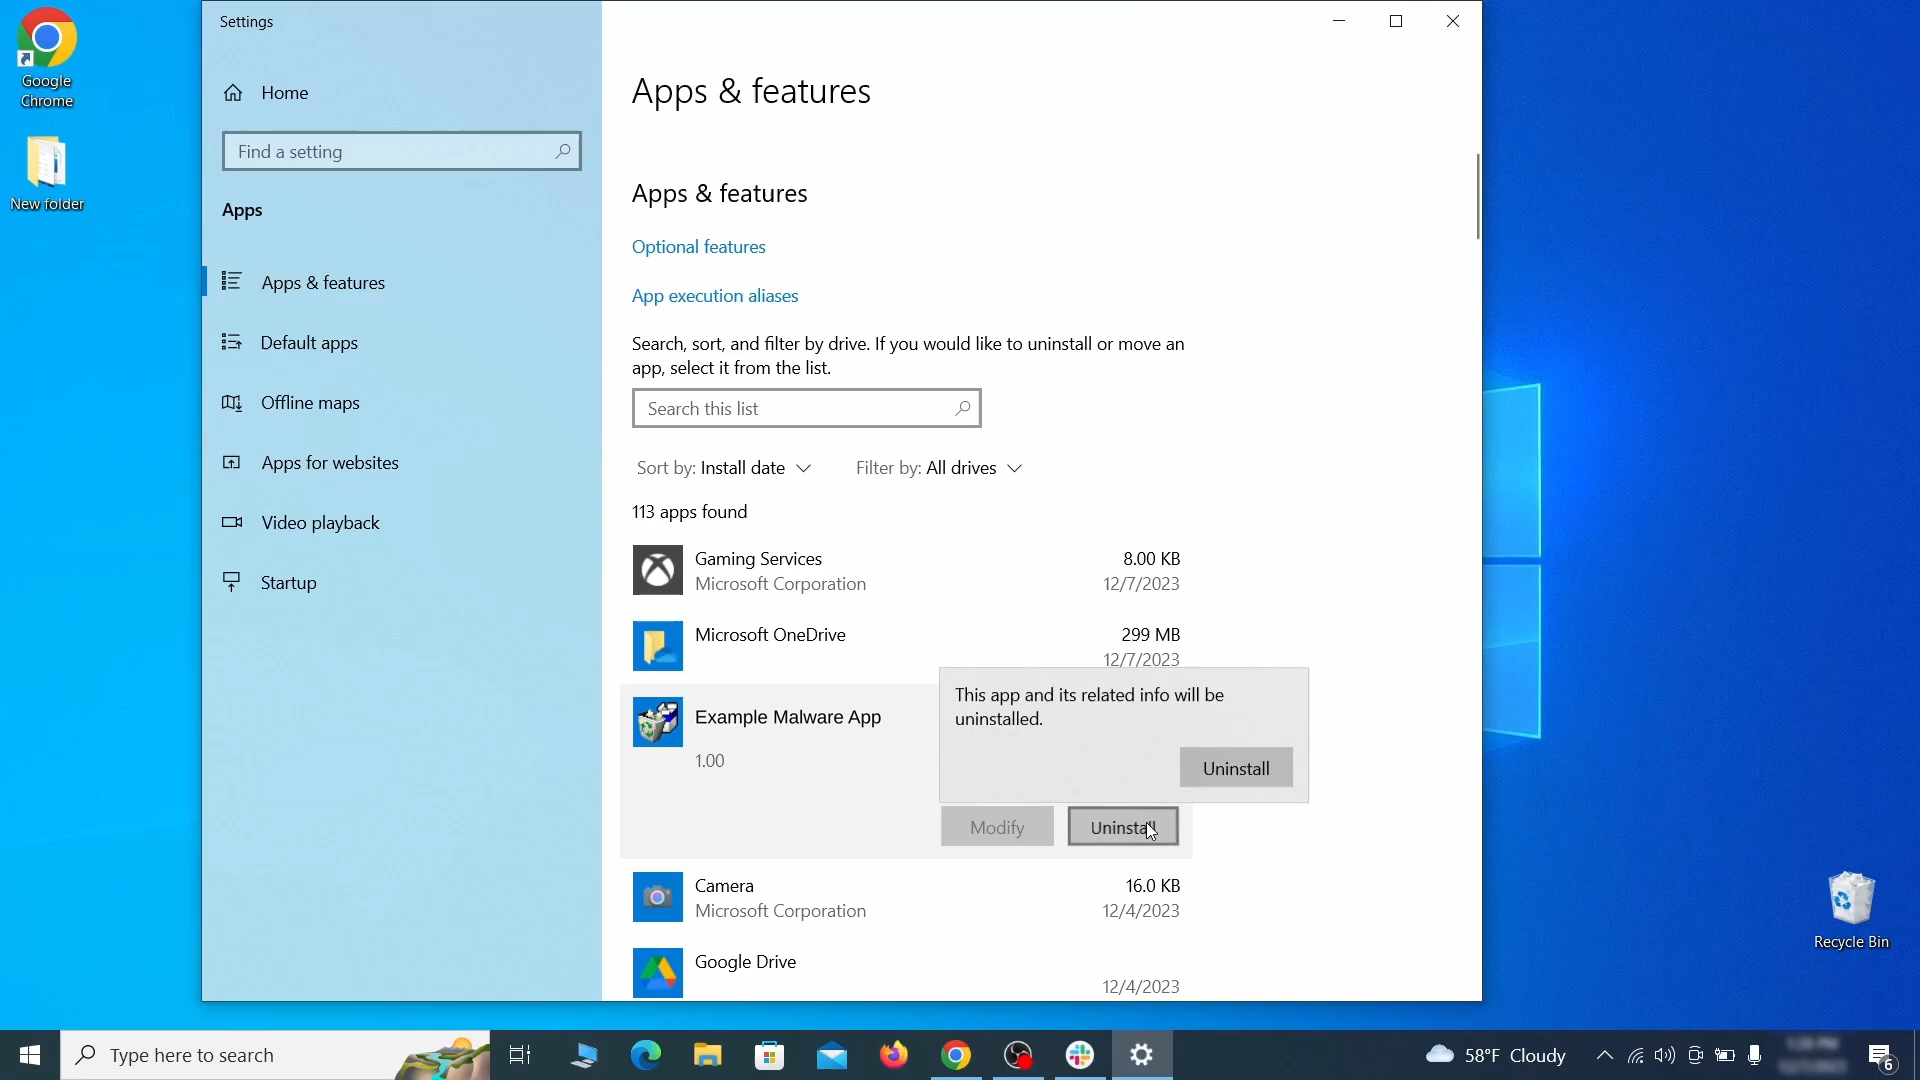 Settings
Google
Chrome
New folder
Home
Find a setting
Apps
Apps & features
Default apps
Offline maps
Apps for websites
Video playback
Startup
Apps & features
Apps & features
Optional features
App execution aliases
Search, sort, and filter by drive. If you would like to uninstall or move an
app, select it from the list.
Search this list
Sort by: Install date
Filter by: All drives
113 apps found
Gaming Services
8.00 KB
Microsoft Corporation
12/7/2023
Microsoft OneDrive
299 MB
12/7/2023
This app and its related info will be
uninstalled.
Uninstall
Example Malware App
1.00
Modify
Uninstall
Camera
16.0 KB
Microsoft Corporation
12/4/2023
Google Drive
12/4/2023
Recycle Bin
Type here to search
58°F Cloudy
6